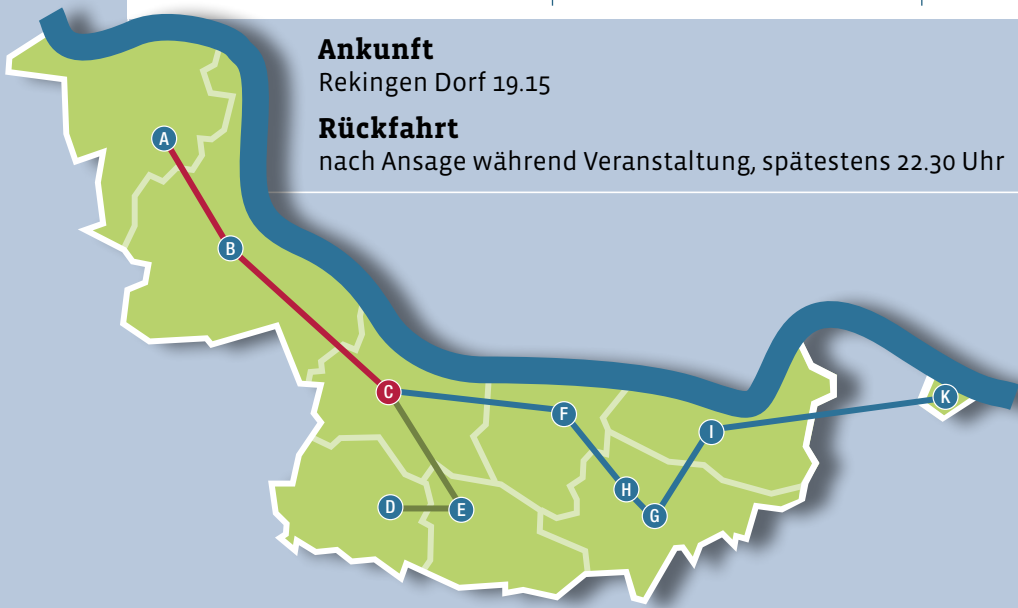 Ankunft
Rekingen Dorf 19.15
Rückfahrt
nach Ansage während Veranstaltung, spätestens 22.30 Uhr
A
B
C
F
K
I
H
D
E
G